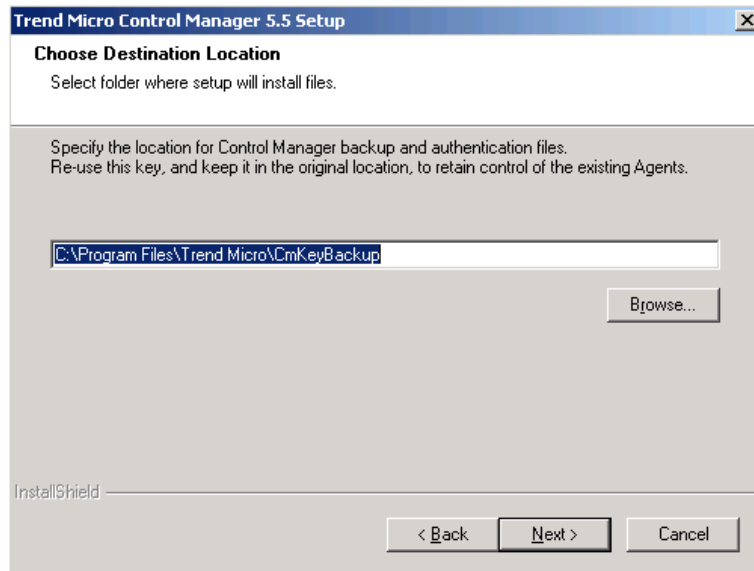 Trend Micro Control Manager 5.5 Setup
Choose Destination Location
Select folder where setup will install files.
Specify the location for Control Manager backup and authentication files.
Re-use this key, and keep it in the original location, to retain control of the existing Agents.
C:\Program Files\Trend Micro\CmKeyBackup
Browse...
InstallShield
< Back Next > Cancel